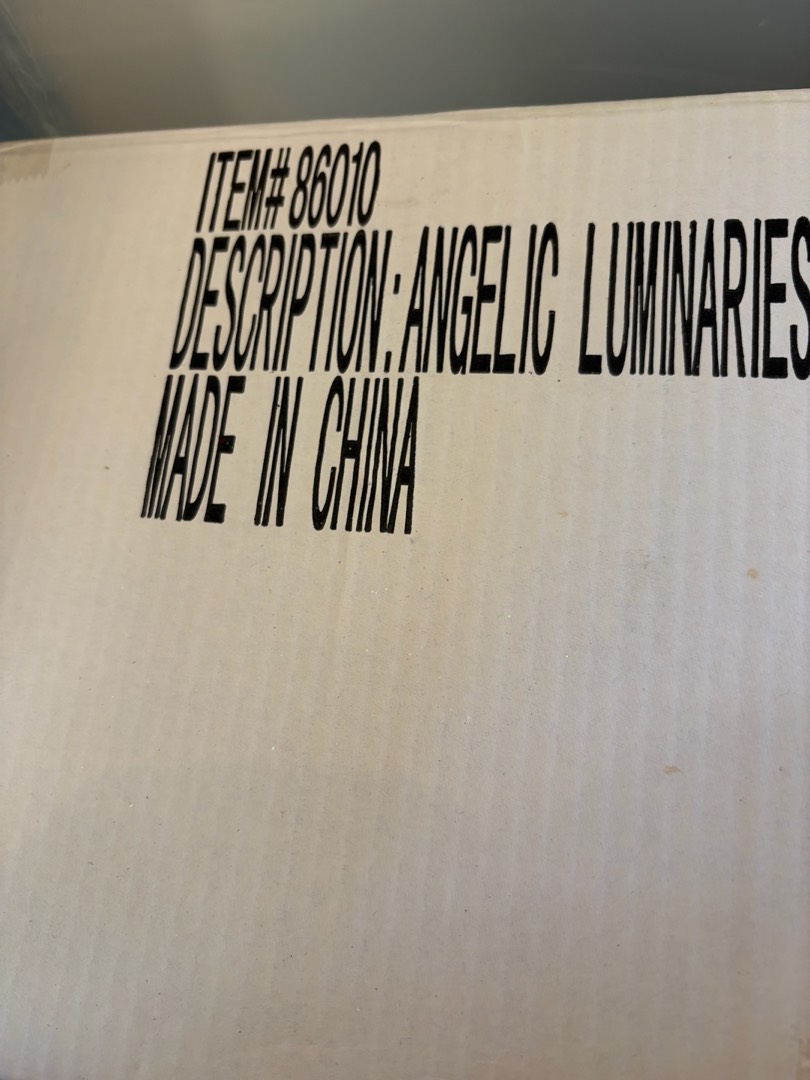 ITEM# 86010
DESCRIPTION: ANGELIC LUMINARIES
MADE IN CHINA